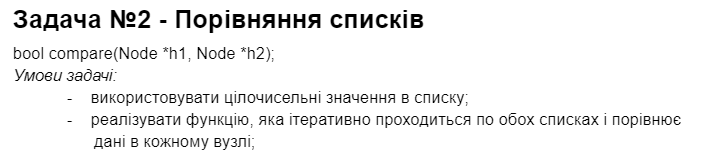 Задача №2 - Порівняння списків
bool compare(Node *h1, Node *h2);
Умови задачі:
- використовувати цілочисельні значення в списку;
- реалізувати функцію, яка ітеративно проходиться по обох списках і порівнює
дані в кожному вузлі;